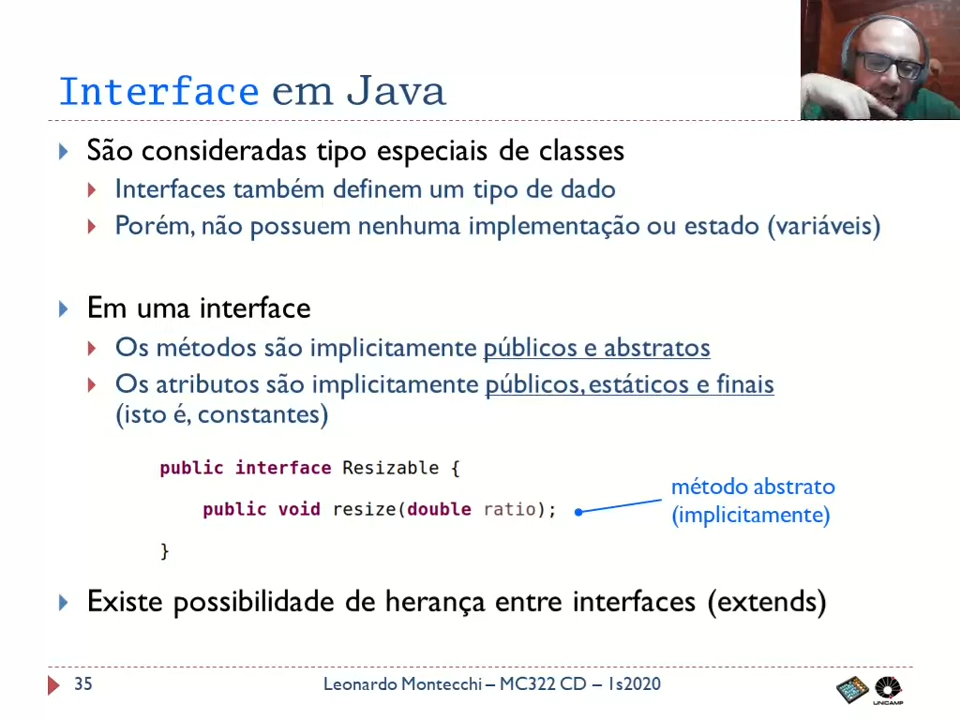 Interface em Java
São consideradas tipo especiais de classes
Interfaces também definem um tipo de dado
Porém, não possuem nenhuma implementação ou estado (variáveis)
Em uma interface
Os métodos são implicitamente públicos e abstratos
Os atributos são implicitamente públicos, estáticos e finais
(isto é, constantes)
public interface Resizable {
public void resize(double ratio);
}
método abstrato
(implicitamente)
Existe possibilidade de herança entre interfaces (extends)
35
Leonardo Montecchi – MC322 CD – 1s2020
UNICAMP